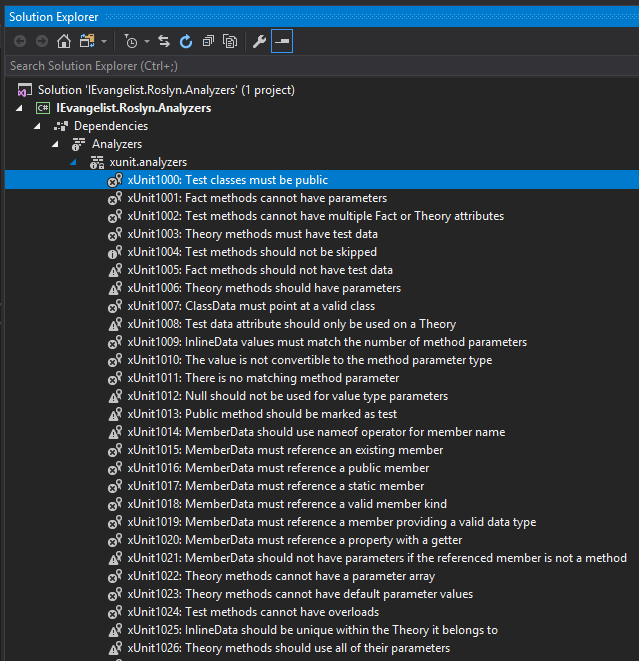 Solution Explorer
Search Solution Explorer (Ctrl+;)
Solution 'IEvangelist.Roslyn.Analyzers' (1 project)
C# IEvangelist.Roslyn.Analyzers
Dependencies
Analyzers
xunit.analyzers
xUnit1000: Test classes must be public
xUnit1001: Fact methods cannot have parameters
xUnit1002: Test methods cannot have multiple Fact or Theory attributes
xUnit1003: Theory methods must have test data
xUnit1004: Test methods should not be skipped
xUnit1005: Fact methods should not have test data
xUnit1006: Theory methods should have parameters
xUnit1007: ClassData must point at a valid class
xUnit1008: Test data attribute should only be used on a Theory
xUnit1009: InlineData values must match the number of method parameters
xUnit1010: The value is not convertible to the method parameter type
xUnit1011: There is no matching method parameter
xUnit1012: Null should not be used for value type parameters
xUnit1013: Public method should be marked as test
xUnit1014: MemberData should use nameof operator for member name
xUnit1015: MemberData must reference an existing member
xUnit1016: MemberData must reference a public member
xUnit1017: MemberData must reference a static member
xUnit1018: MemberData must reference a valid member kind
xUnit1019: MemberData must reference a member providing a valid data type
xUnit1020: MemberData must reference a property with a getter
xUnit1021: MemberData should not have parameters if the referenced member is not a method
xUnit1022: Theory methods cannot have a parameter array
xUnit1023: Theory methods cannot have default parameter values
xUnit1024: Test methods cannot have overloads
xUnit1025: InlineData should be unique within the Theory it belongs to
xUnit1026: Theory methods should use all of their parameters